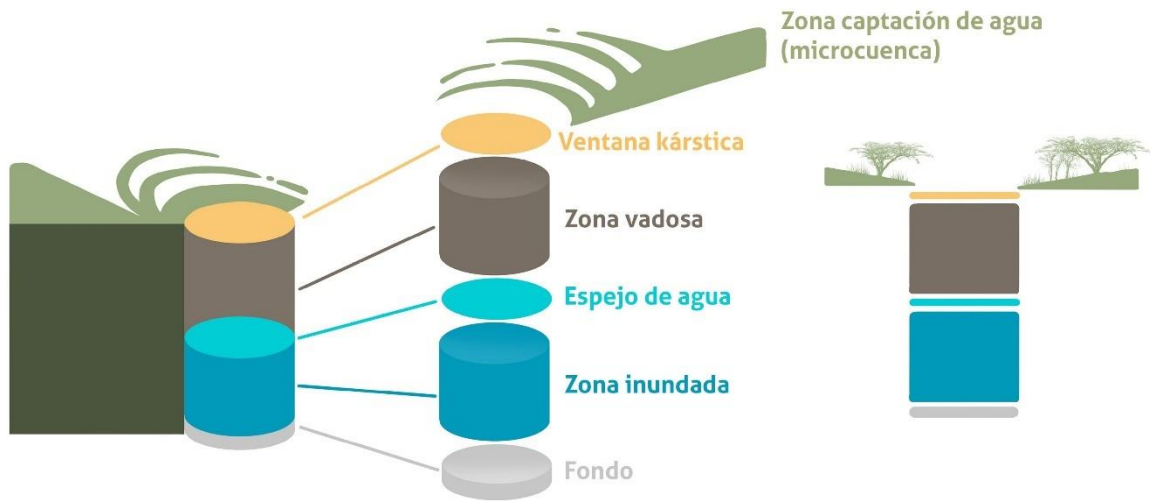 Zona captación de agua
(microcuenca)
Ventana kárstica
Zona vadosa
Espejo de agua
Zona inundada
Fondo